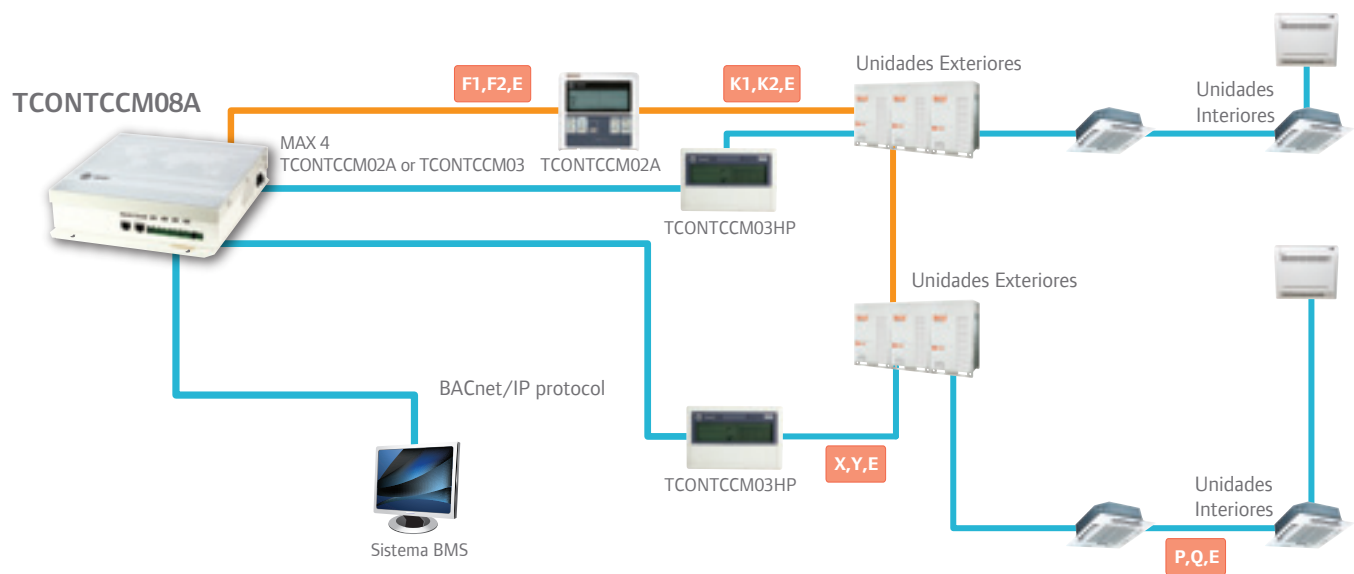 F1,F2,E
K1,K2,E
Unidades Exteriores
TCONTCCM08A
Unidades
Interiores
MAX 4
TCONTCCM02A or TCONTCCM03
TCONTCCM02A
TCONTCCM03HP
Unidades Exteriores
BACnet/IP protocol
X,Y,E
TCONTCCM03HP
Unidades
Interiores
Sistema BMS
P,Q,E